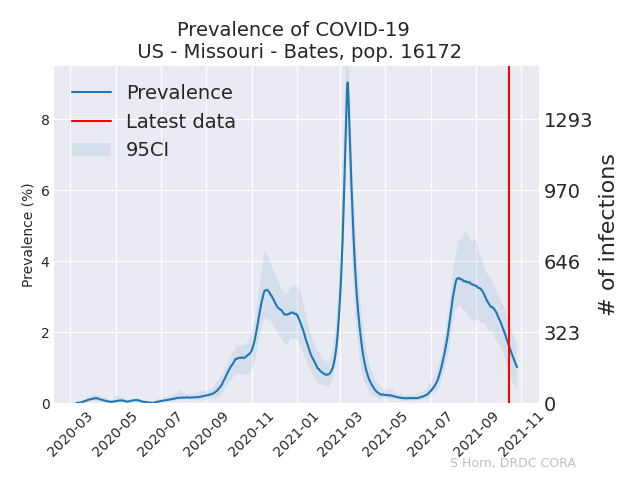 Prevalence of COVID-19
US - Missouri - Bates, pop. 16172
Prevalence
Latest data
95CI
Prevalence (%)
8
6
4
2
0
1293
970
646
323
0
# of infections
2020-03
2020-05
2020-07
2020-09
2020-11
2021-01
2021-03
2021-05
2021-07
2021-09
2021-11
S Horn, DRDC CORA